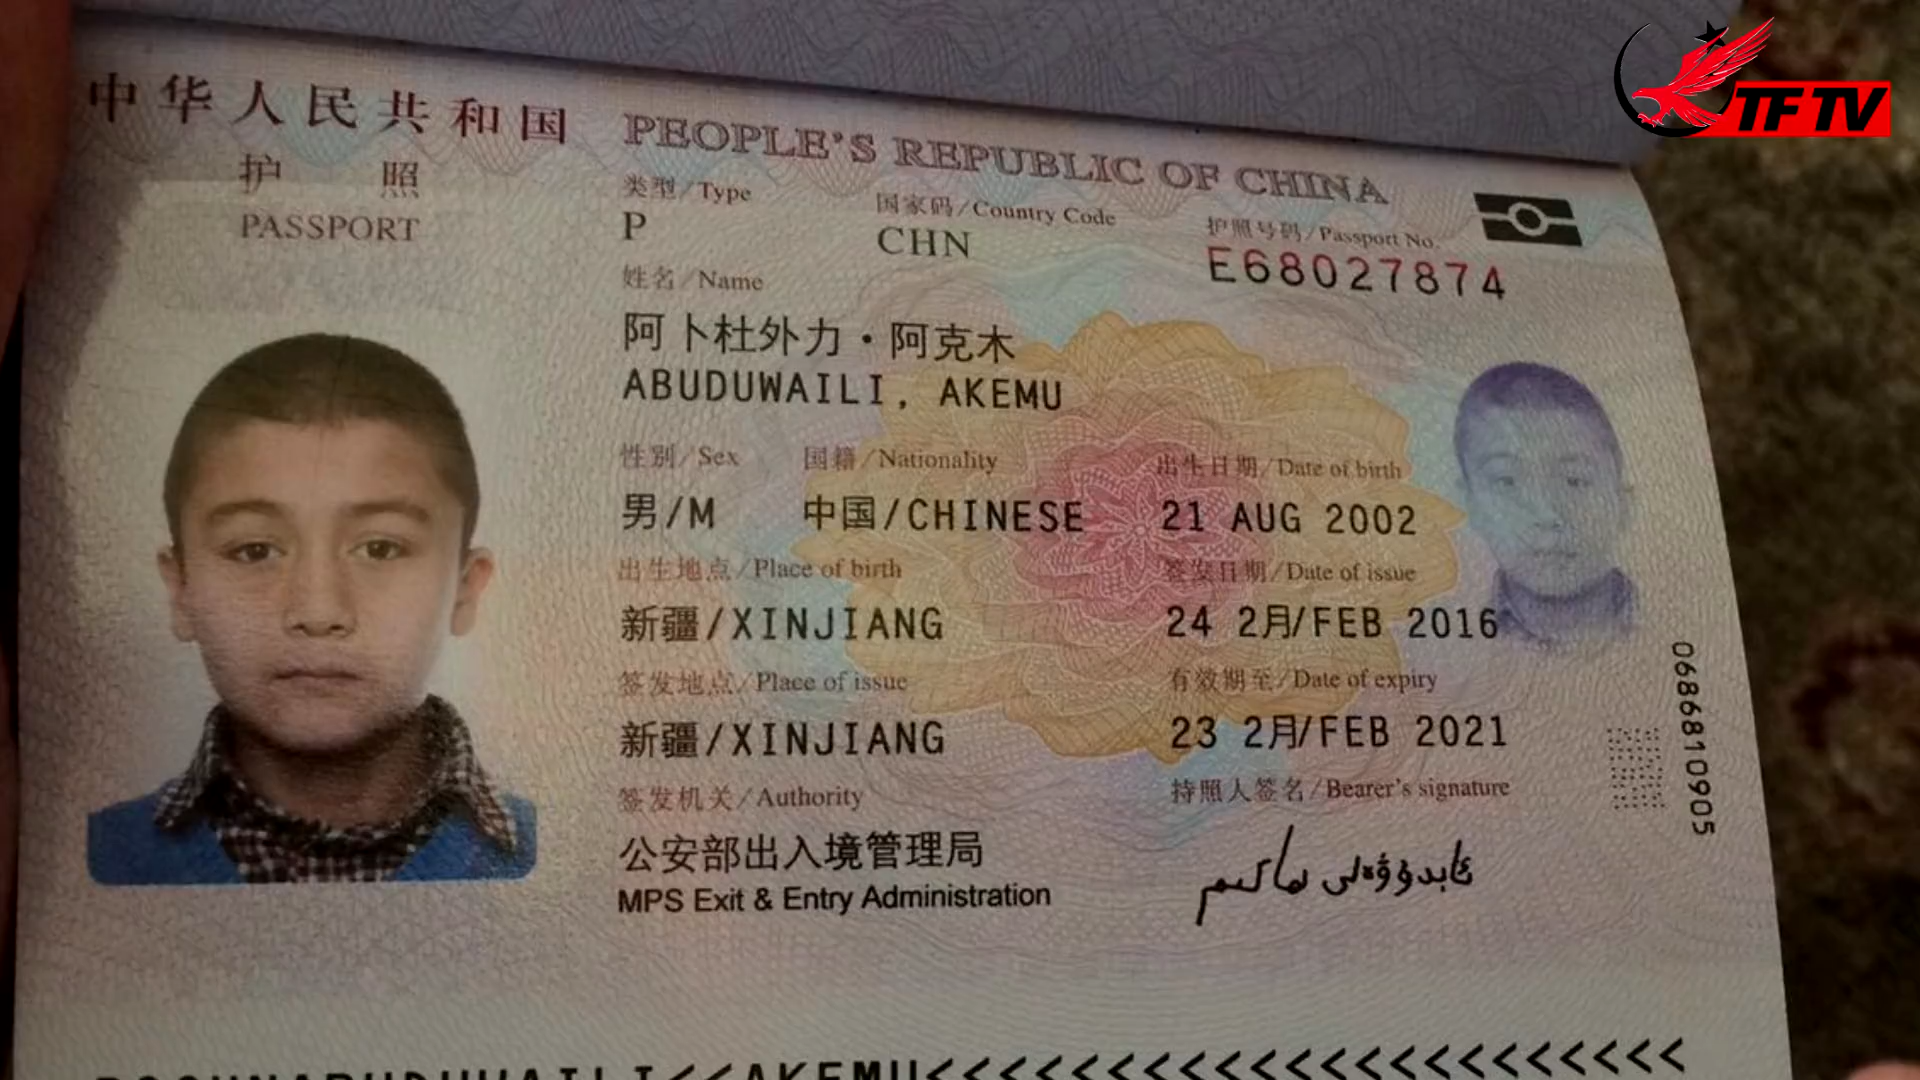 TFTV
中华人民共和国 PEOPLE'S REPUBLIC OF CHINA
护照
PASSPORT
类型/Type 国家码/Country Code 护照号码/Passport No.
P CHN E68027874
姓名/Name
阿卜杜外力·阿克木
ABUDUWAILI, AKEMU
性别/Sex 国籍/Nationality 出生日期/Date of birth
男/M 中国/CHINESE 21 AUG 2002
出生地点/Place of birth 签发日期/Date of issue
新疆/XINJIANG 24 2月/FEB 2016
签发地点/Place of issue 有效期至/Date of expiry
新疆/XINJIANG 23 2月/FEB 2021
签发机关/Authority 持照人签名/Bearer's signature
公安部出入境管理局
MPS Exit & Entry Administration
0686810905